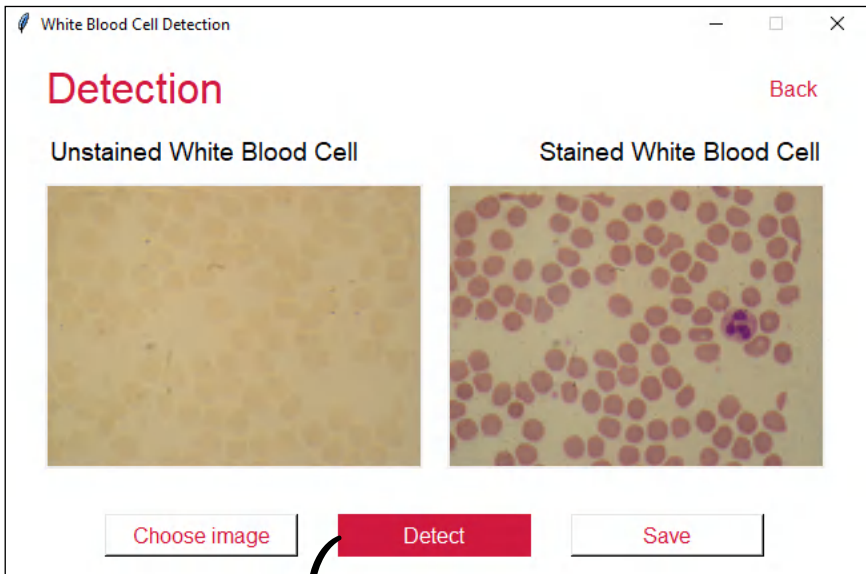 White Blood Cell Detection
Detection
Back
Unstained White Blood Cell
Stained White Blood Cell
Choose image
Detect
Save